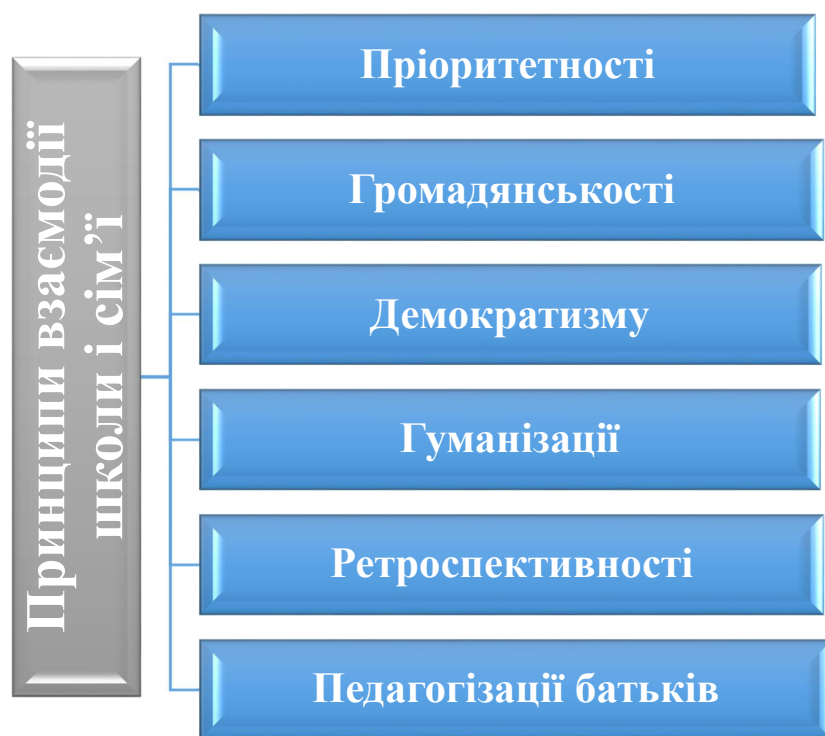 Принципи взаємодії
школи і сім’ї
Пріоритетності
Громадянськості
Демократизму
Гуманізації
Ретроспективності
Педагогізації батьків